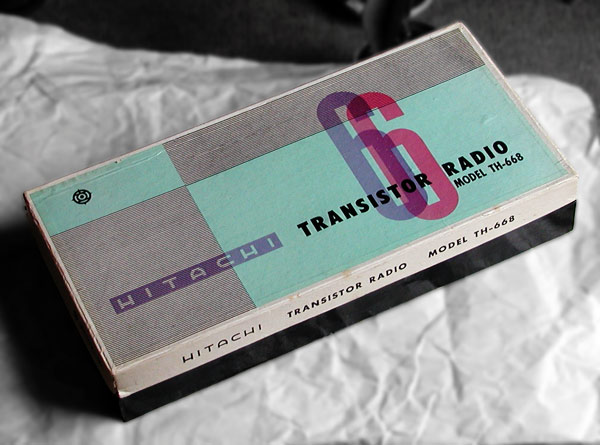 6
TRANSISTOR RADIO
MODEL TH-668
HITACHI
HITACHI TRANSISTOR RADIO MODEL TH-668